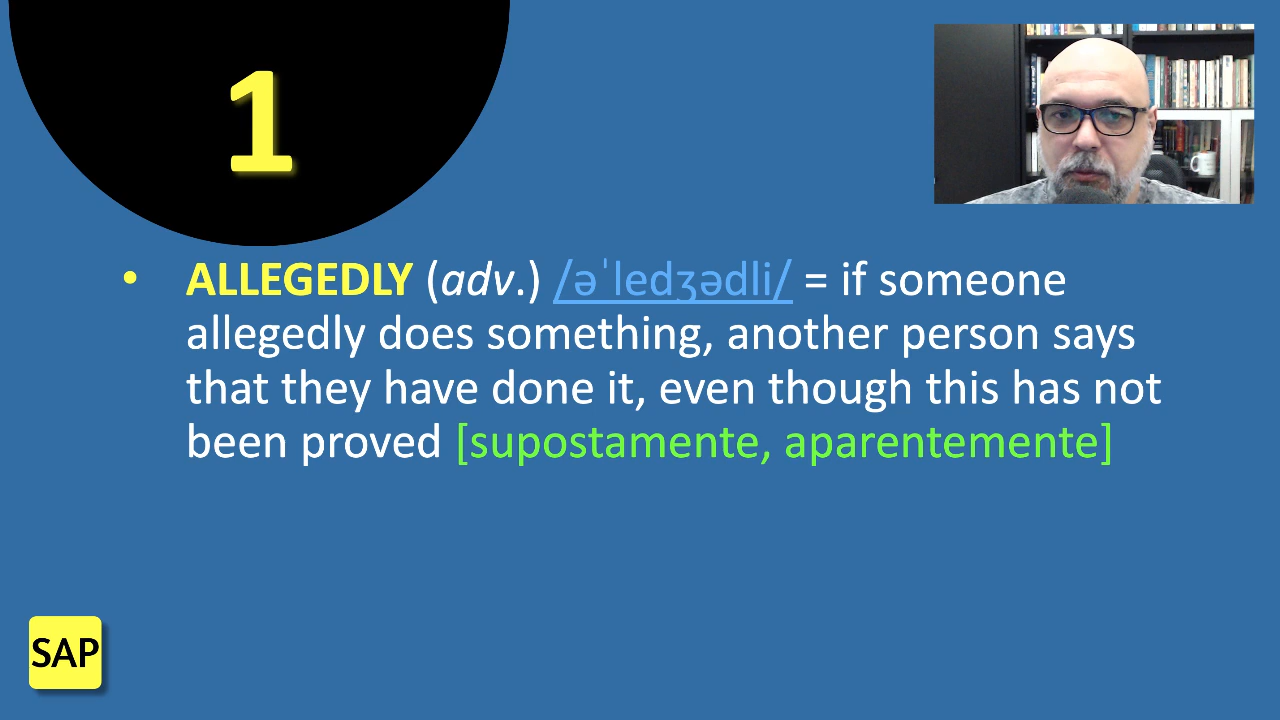 1
• ALLEGEDLY (adv.) /əˈledʒədli/ = if someone
allegedly does something, another person says
that they have done it, even though this has not
been proved [supostamente, aparentemente]
SAP